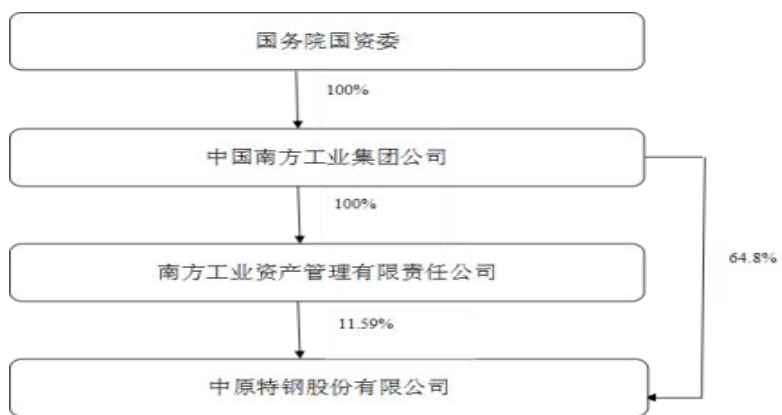 国务院国资委
100%
中国南方工业集团公司
100%
南方工业资产管理有限责任公司
64.8%
11.59%
中原特钢股份有限公司